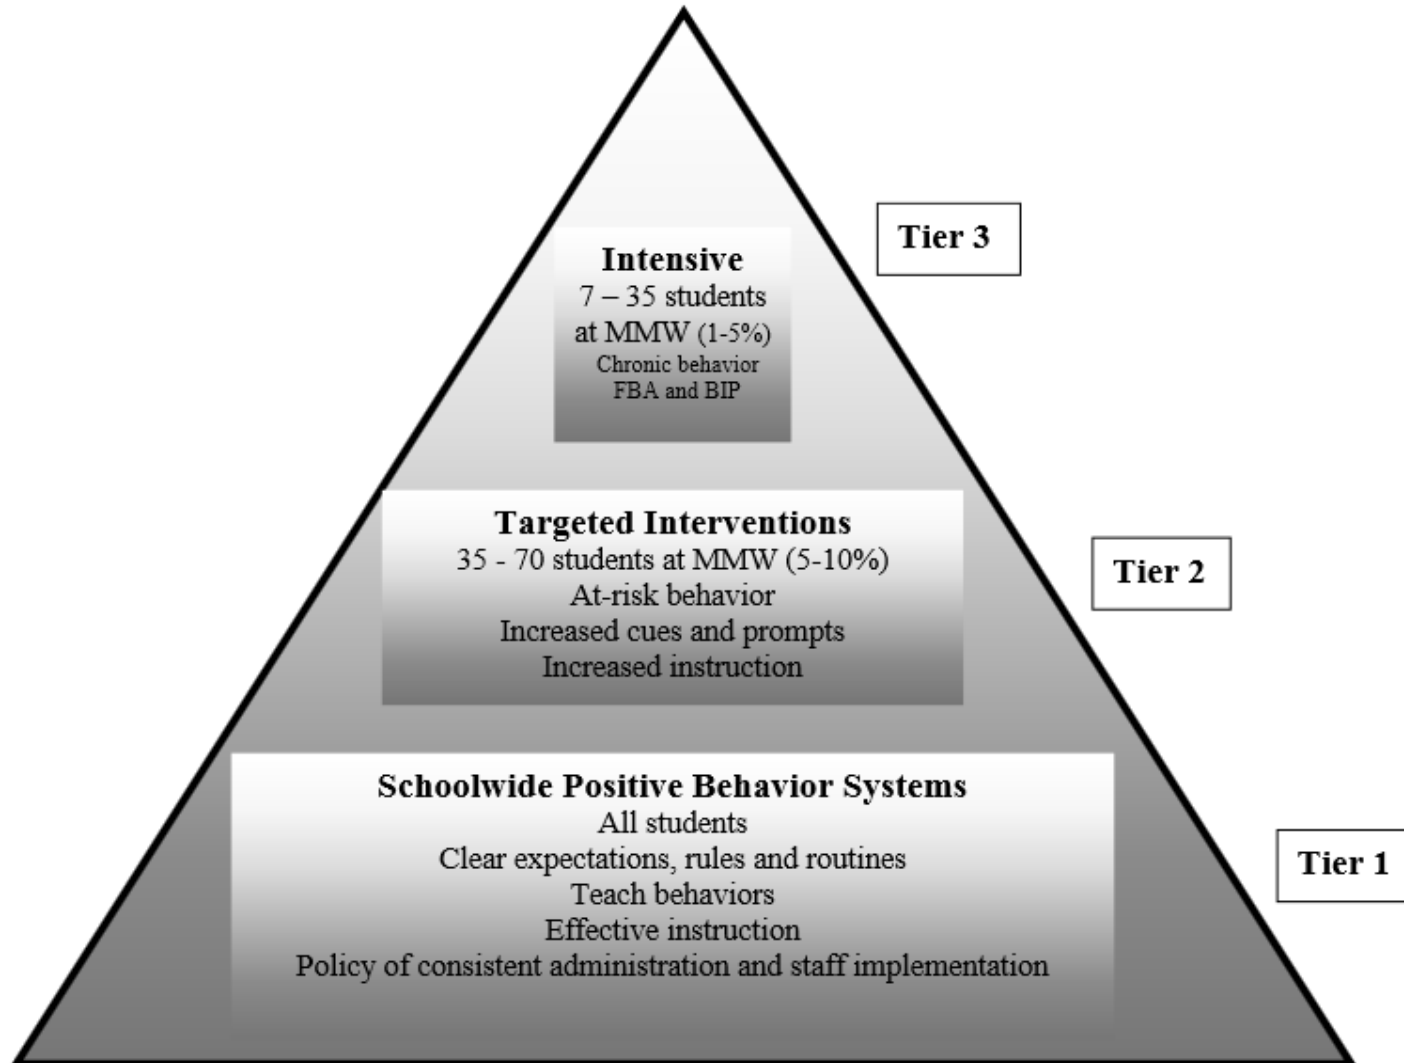 Tier 3
Intensive
7 – 35 students
at MMW (1-5%)
Chronic behavior
FBA and BIP
Targeted Interventions
35 - 70 students at MMW (5-10%)
At-risk behavior
Increased cues and prompts
Increased instruction
Tier 2
Schoolwide Positive Behavior Systems
All students
Clear expectations, rules and routines
Teach behaviors
Effective instruction
Policy of consistent administration and staff implementation
Tier 1